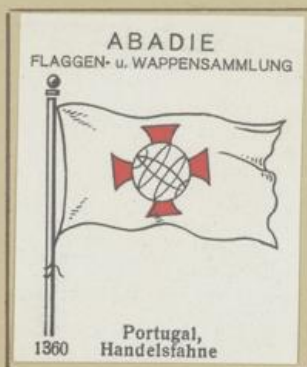 ABADIE
FLAGGEN- u. WAPPENSAMMLUNG
1360
Portugal,
Handelsfahne